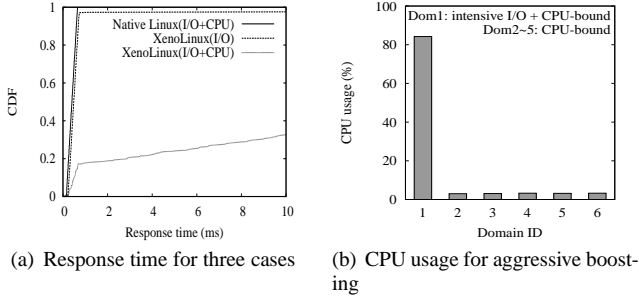 1
0.8
0.6
0.4
0.2
0
CDF
Native Linux(I/O+CPU)
XenoLinux(I/O)
XenoLinux(I/O+CPU)
0 2 4 6 8 10
Response time (ms)
(a) Response time for three cases
100
80
60
40
20
0
CPU usage (%)
Dom1: intensive I/O + CPU-bound
Dom2~5: CPU-bound
1 2 3 4 5 6
Domain ID
(b) CPU usage for aggressive boost-
ing